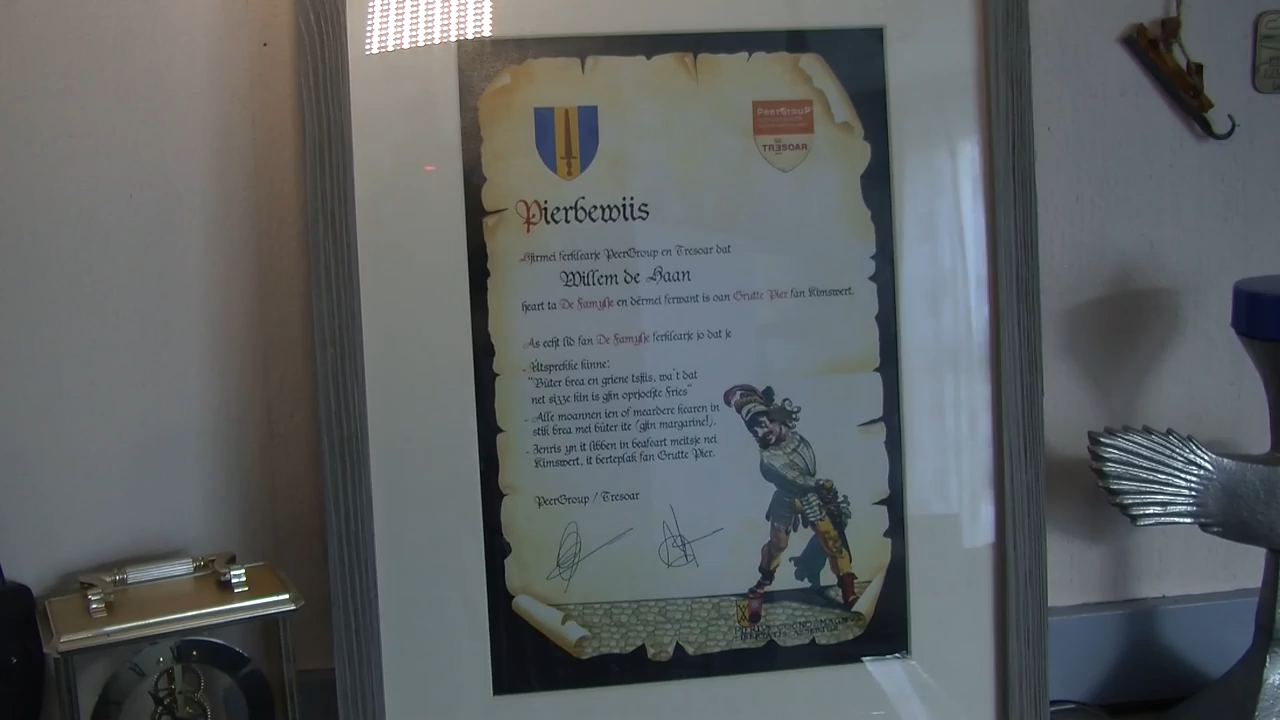 PEERGROUP
TRESOAR
Pierbewiis
Hjirmei ferklearje PeerGroup en Tresoar dat
Willem de Haan
heart ta De Famylje en dêrmei ferwant is oan Grutte Pier fan Kimswert.
As echt lid fan De Famylje ferklearje jo dat je
- Útsprekke kinne:
"Bûter brea en griene tsjiis, wa't dat
net sizze kin is gjin oprjochte Fries"
- Alle moannen ien of meardere kearen in
stik brea mei bûter ite (gjin margarine!).
- Ienris yn it libben in beafeart meitsje nei
Kimswert, it berteplak fan Grutte Pier.
PeerGroup / Tresoar